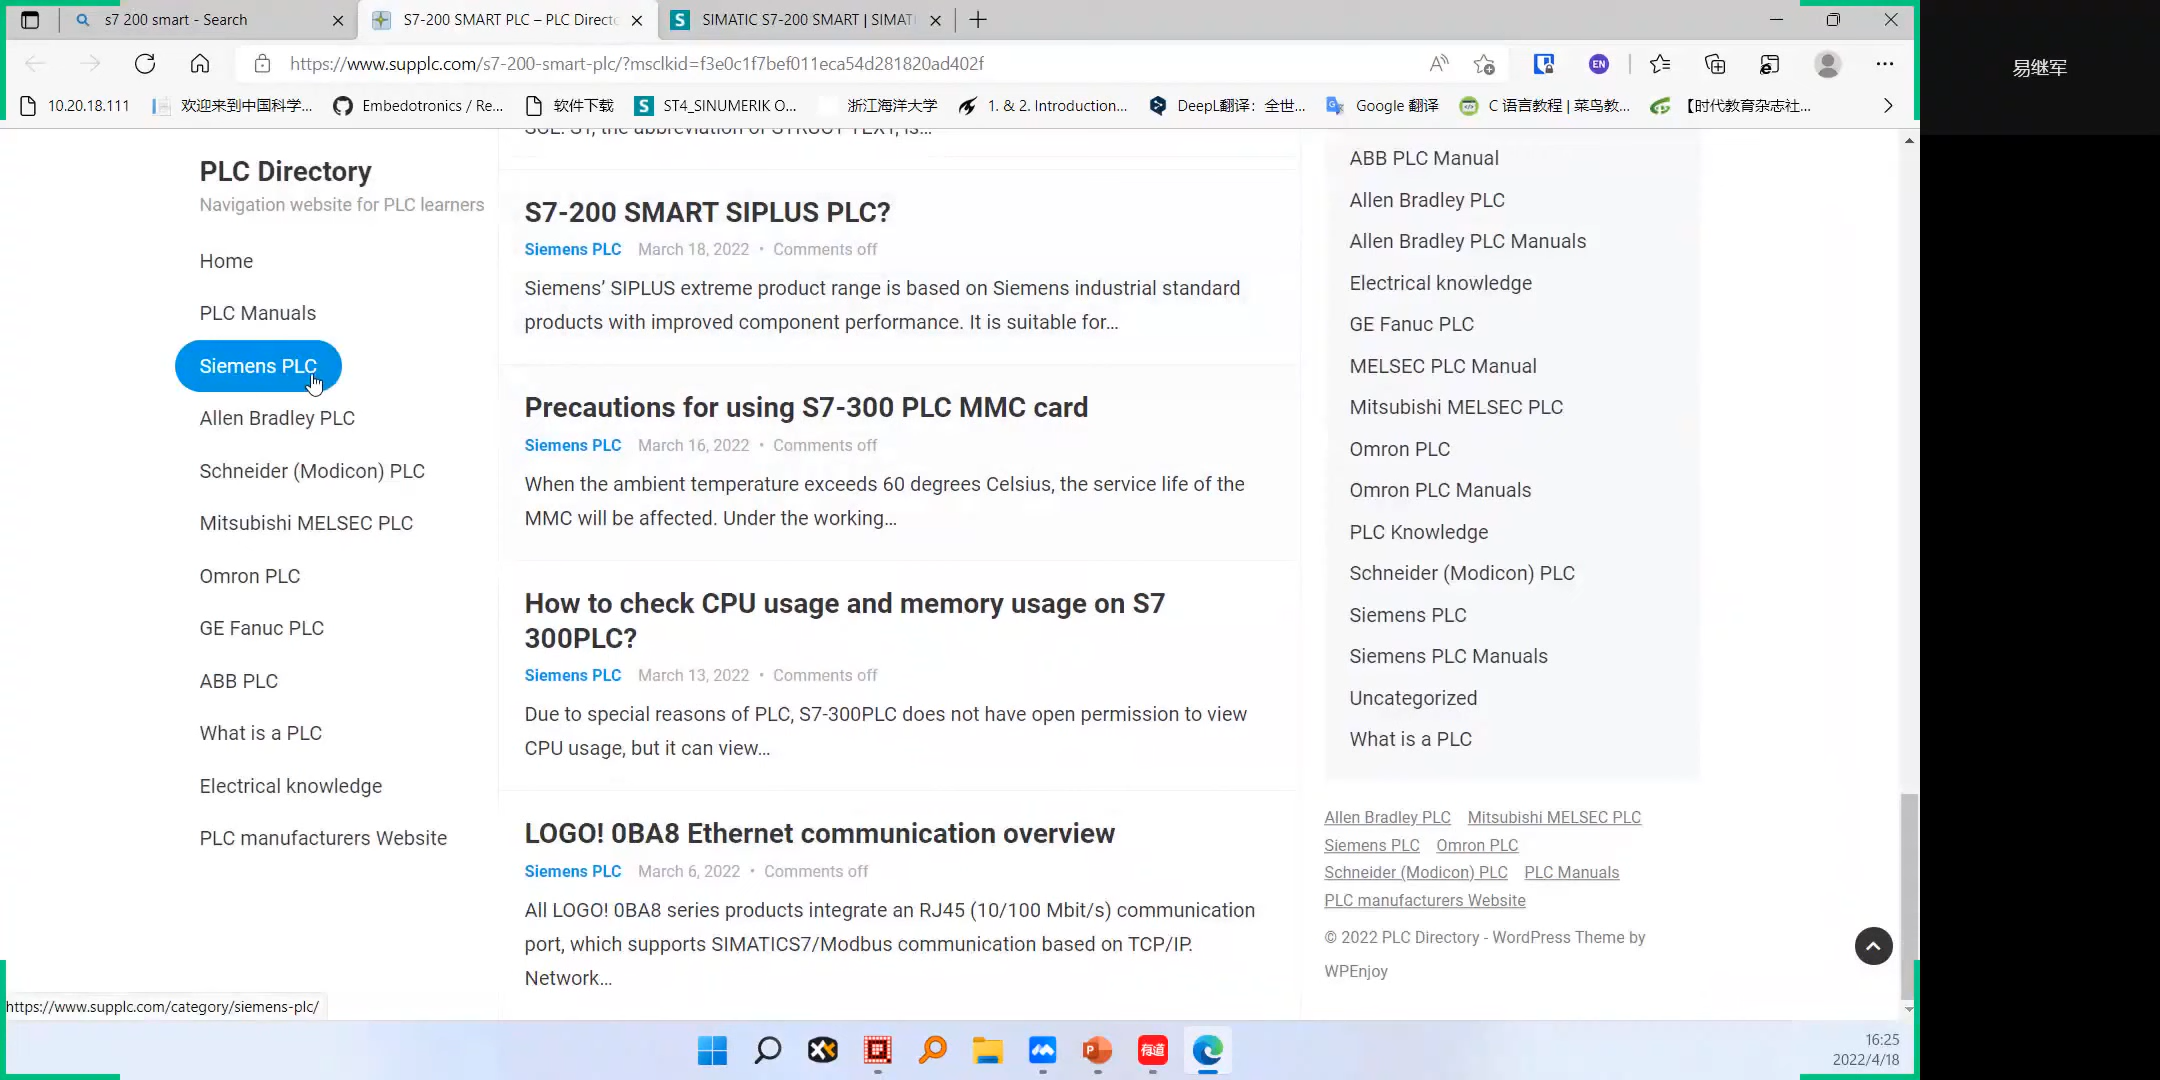 s7 200 smart - Search
S7-200 SMART PLC – PLC Directo
SIMATIC S7-200 SMART | SIMAT
https://www.supplc.com/s7-200-smart-plc/?msclkid=f3e0c1f7bef011eca54d281820ad402f
EN
易继军
10.20.18.111
欢迎来到中国科学...
Embedotronics / Re...
软件下载
ST4_SINUMERIK O...
浙江海洋大学
1. & 2. Introduction...
DeepL翻译：全世...
Google 翻译
C 语言教程 | 菜鸟教...
【时代教育杂志社...
PLC Directory
Navigation website for PLC learners
Home
PLC Manuals
Siemens PLC
Allen Bradley PLC
Schneider (Modicon) PLC
Mitsubishi MELSEC PLC
Omron PLC
GE Fanuc PLC
ABB PLC
What is a PLC
Electrical knowledge
PLC manufacturers Website
SCL. ST, the abbreviation of STRUCT TEXT, is...
S7-200 SMART SIPLUS PLC?
Siemens PLC March 18, 2022 • Comments off
Siemens’ SIPLUS extreme product range is based on Siemens industrial standard
products with improved component performance. It is suitable for...
Precautions for using S7-300 PLC MMC card
Siemens PLC March 16, 2022 • Comments off
When the ambient temperature exceeds 60 degrees Celsius, the service life of the
MMC will be affected. Under the working...
How to check CPU usage and memory usage on S7
300PLC?
Siemens PLC March 13, 2022 • Comments off
Due to special reasons of PLC, S7-300PLC does not have open permission to view
CPU usage, but it can view...
LOGO! 0BA8 Ethernet communication overview
Siemens PLC March 6, 2022 • Comments off
All LOGO! 0BA8 series products integrate an RJ45 (10/100 Mbit/s) communication
port, which supports SIMATICS7/Modbus communication based on TCP/IP.
Network...
ABB PLC Manual
Allen Bradley PLC
Allen Bradley PLC Manuals
Electrical knowledge
GE Fanuc PLC
MELSEC PLC Manual
Mitsubishi MELSEC PLC
Omron PLC
Omron PLC Manuals
PLC Knowledge
Schneider (Modicon) PLC
Siemens PLC
Siemens PLC Manuals
Uncategorized
What is a PLC
Allen Bradley PLC Mitsubishi MELSEC PLC
Siemens PLC Omron PLC
Schneider (Modicon) PLC PLC Manuals
PLC manufacturers Website
© 2022 PLC Directory - WordPress Theme by
WPEnjoy
https://www.supplc.com/category/siemens-plc/
有道
16:25
2022/4/18